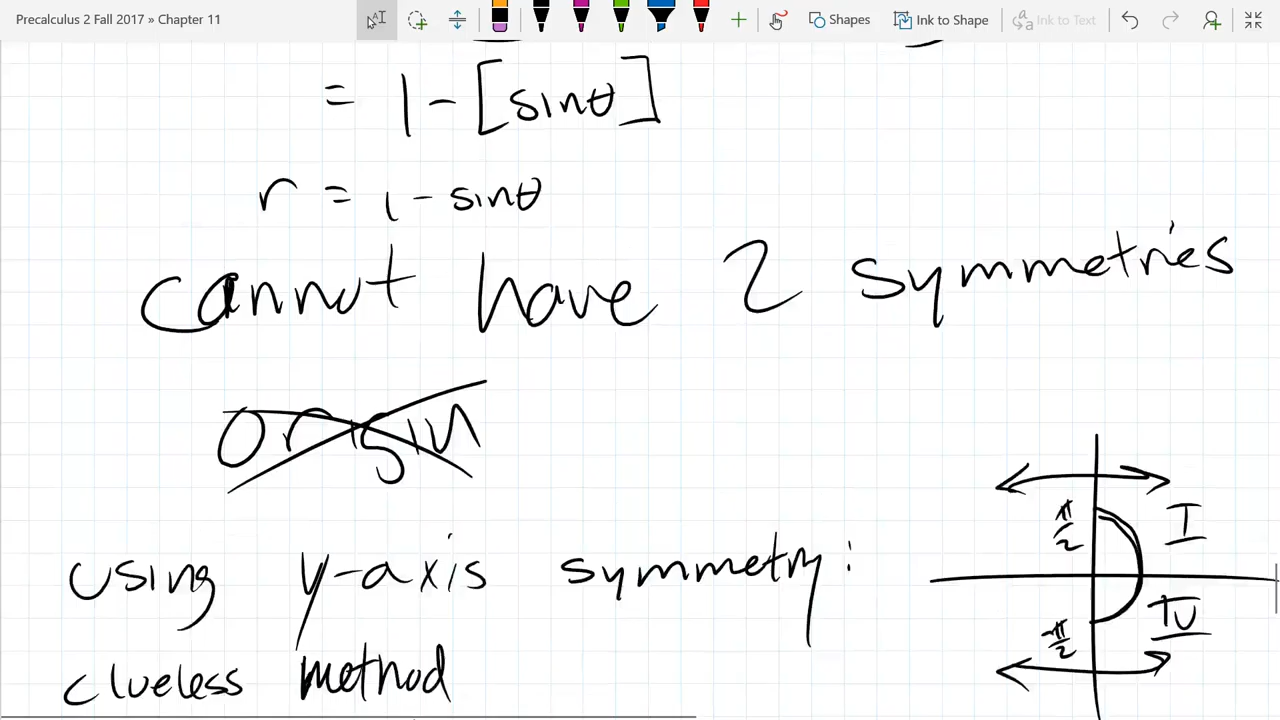 Precalculus 2 Fall 2017 » Chapter 11
Shapes
Ink to Shape
Ink to Text
= 1 - [sinθ]
r = 1 - sinθ
cannot have 2 symmetries
origin
π/2
I
using y-axis symmetry:
-π/2
IV
clueless method